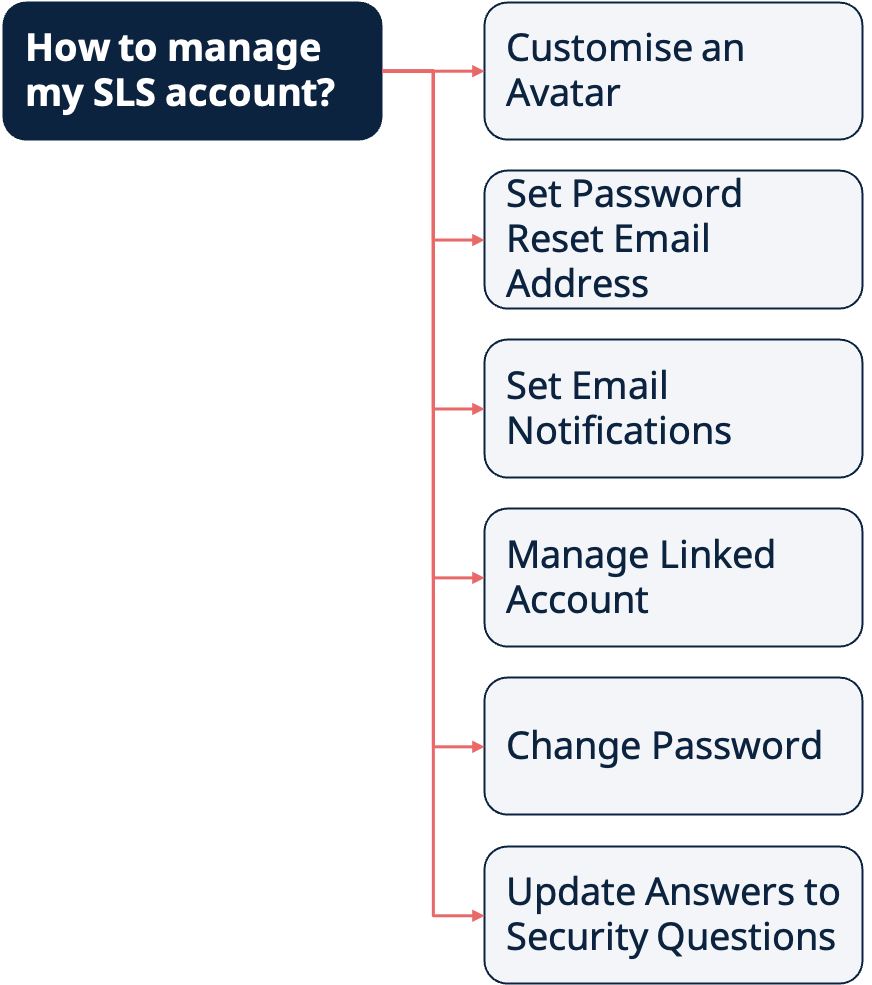 How to manage
my SLS account?
Customise an
Avatar
Set Password
Reset Email
Address
Set Email
Notifications
Manage Linked
Account
Change Password
Update Answers to
Security Questions